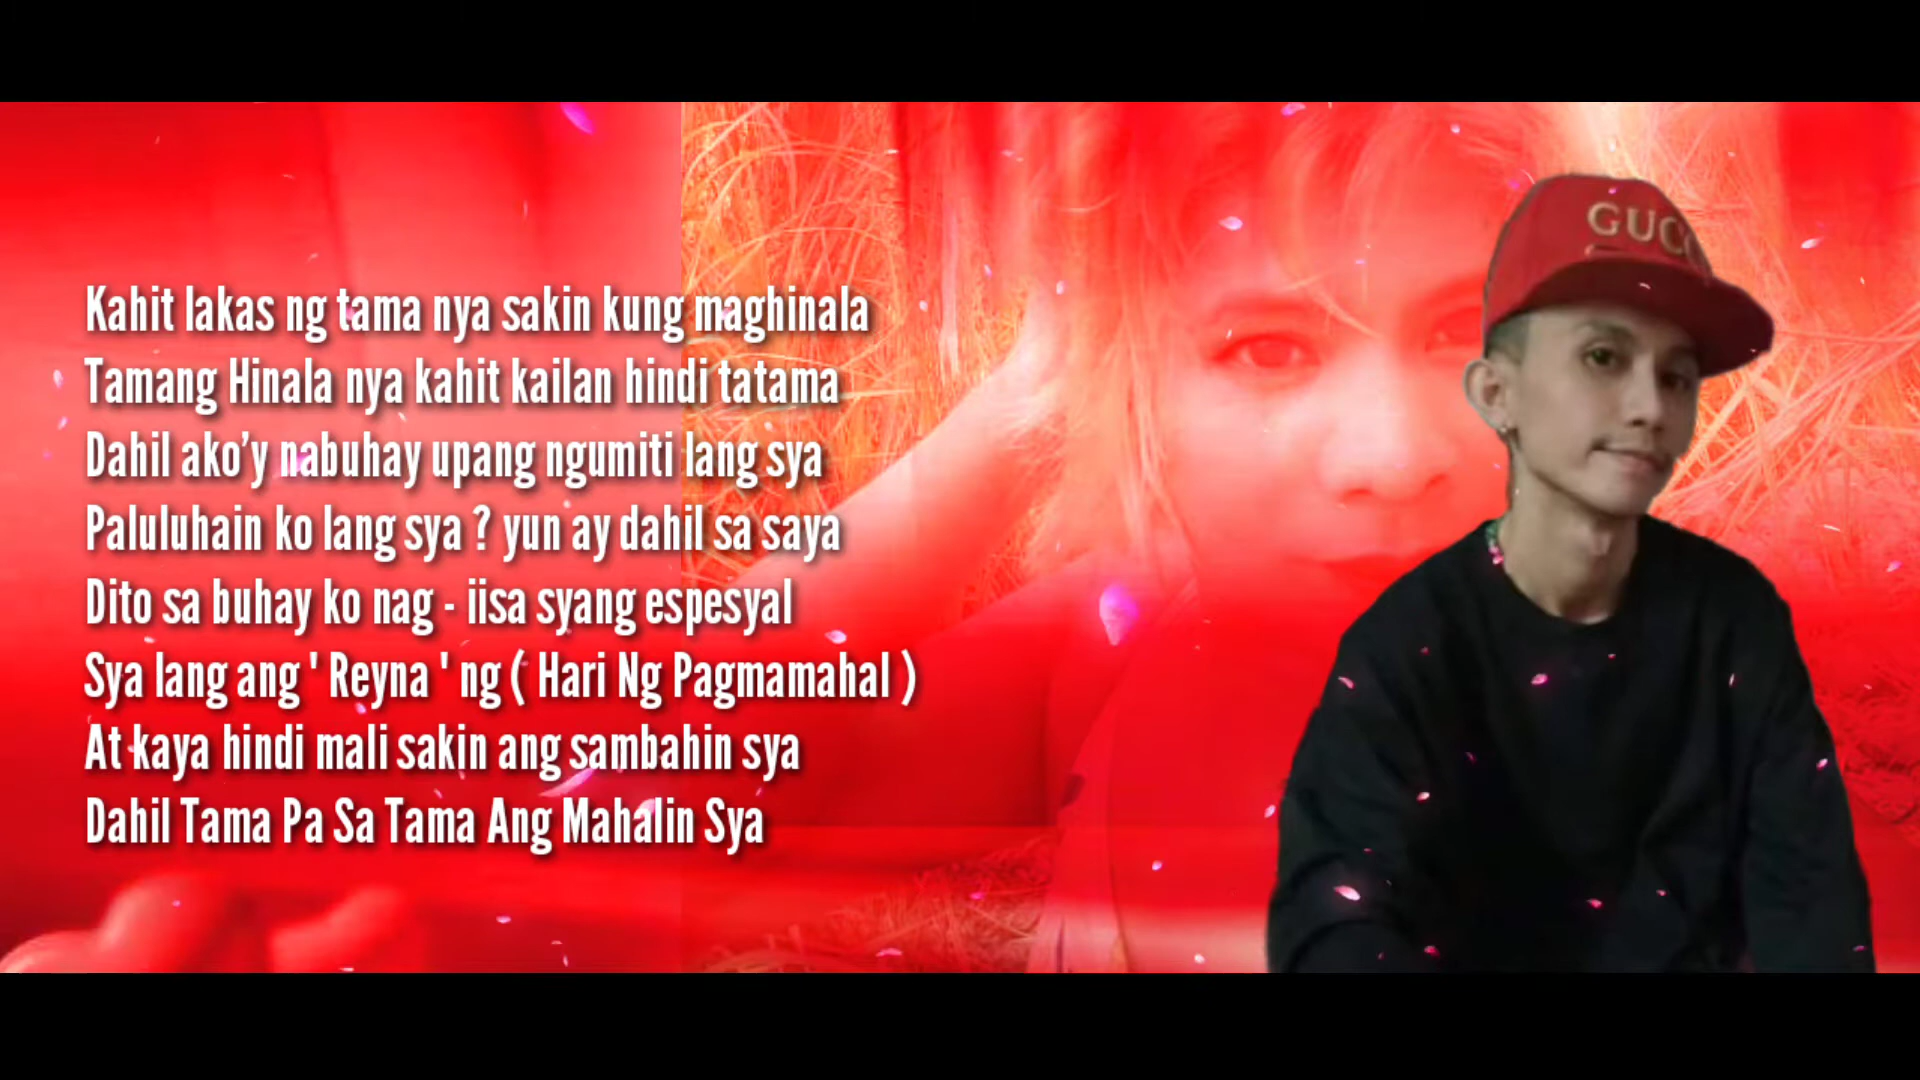 Kahit lakas ng tama nya sakin kung maghinala
Tamang Hinala nya kahit kailan hindi tatama
Dahil ako'y nabuhay upang ngumiti lang sya
Paluluhain ko lang sya ? yun ay dahil sa saya
Dito sa buhay ko nag - iisa syang espesyal
Sya lang ang ' Reyna ' ng ( Hari Ng Pagmamahal )
At kaya hindi mali sakin ang sambahin sya
Dahil Tama Pa Sa Tama Ang Mahalin Sya